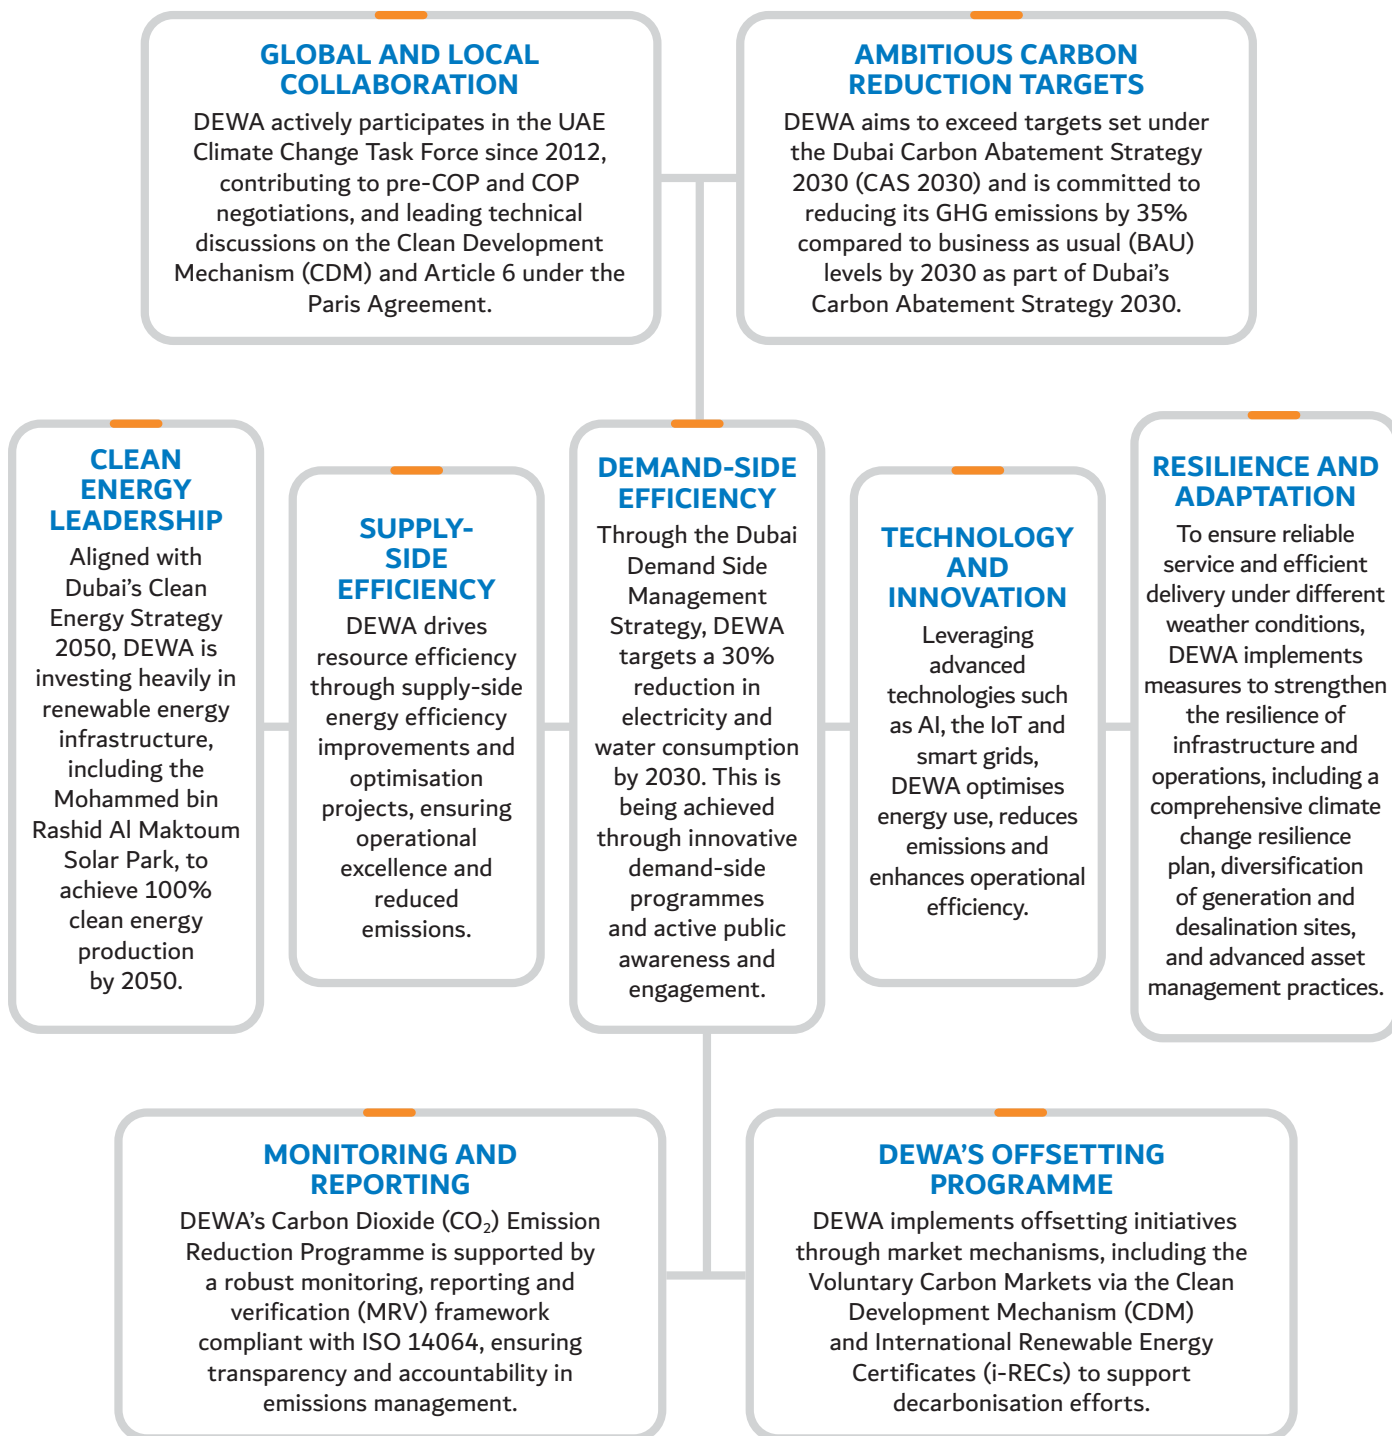 GLOBAL AND LOCAL
COLLABORATION
DEWA actively participates in the UAE
Climate Change Task Force since 2012,
contributing to pre-COP and COP
negotiations, and leading technical
discussions on the Clean Development
Mechanism (CDM) and Article 6 under the
Paris Agreement.
AMBITIOUS CARBON
REDUCTION TARGETS
DEWA aims to exceed targets set under
the Dubai Carbon Abatement Strategy
2030 (CAS 2030) and is committed to
reducing its GHG emissions by 35%
compared to business as usual (BAU)
levels by 2030 as part of Dubai’s
Carbon Abatement Strategy 2030.
CLEAN
ENERGY
LEADERSHIP
Aligned with
Dubai’s Clean
Energy Strategy
2050, DEWA is
investing heavily in
renewable energy
infrastructure,
including the
Mohammed bin
Rashid Al Maktoum
Solar Park, to
achieve 100%
clean energy
production
by 2050.
SUPPLY-
SIDE
EFFICIENCY
DEWA drives
resource efficiency
through supply-side
energy efficiency
improvements and
optimisation
projects, ensuring
operational
excellence and
reduced
emissions.
DEMAND-SIDE
EFFICIENCY
Through the Dubai
Demand Side
Management
Strategy, DEWA
targets a 30%
reduction in
electricity and
water consumption
by 2030. This is
being achieved
through innovative
demand-side
programmes
and active public
awareness and
engagement.
TECHNOLOGY
AND
INNOVATION
Leveraging
advanced
technologies such
as AI, the IoT and
smart grids,
DEWA optimises
energy use, reduces
emissions and
enhances operational
efficiency.
RESILIENCE AND
ADAPTATION
To ensure reliable
service and efficient
delivery under different
weather conditions,
DEWA implements
measures to strengthen
the resilience of
infrastructure and
operations, including a
comprehensive climate
change resilience
plan, diversification
of generation and
desalination sites,
and advanced asset
management practices.
MONITORING AND
REPORTING
DEWA’s Carbon Dioxide (CO₂) Emission
Reduction Programme is supported by
a robust monitoring, reporting and
verification (MRV) framework
compliant with ISO 14064, ensuring
transparency and accountability in
emissions management.
DEWA’S OFFSETTING
PROGRAMME
DEWA implements offsetting initiatives
through market mechanisms, including the
Voluntary Carbon Markets via the Clean
Development Mechanism (CDM)
and International Renewable Energy
Certificates (i-RECs) to support
decarbonisation efforts.